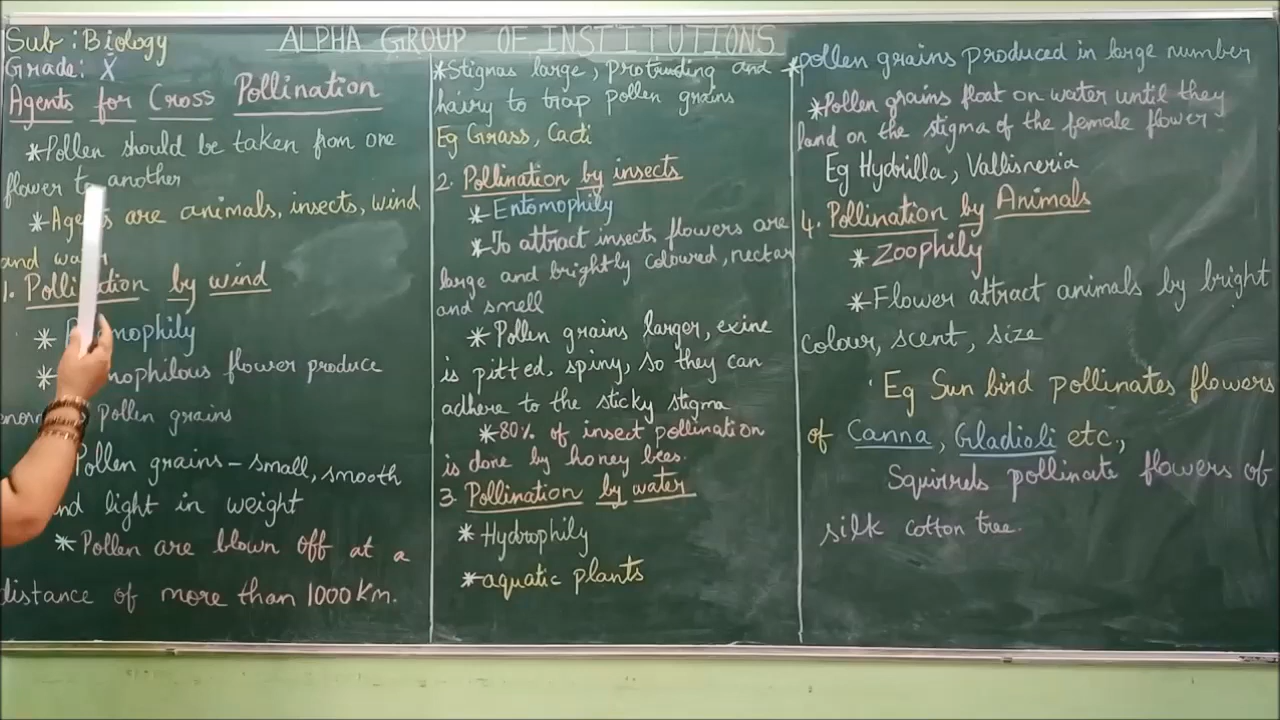 ALPHA GROUP OF INSTITUTIONS
Sub : Biology
Grade: X
Agents for Cross Pollination
*Pollen should be taken from one
flower to another
* Agents are animals, insects, wind
and water
1. Pollination by wind
* mophily
* mophilous flower produce
pollen grains
Pollen grains - small, smooth
nd light in weight
* Pollen are blown off at a
distance of more than 1000 Km.
*Stigmas large, protruding and
hairy to trap pollen grains
Eg Grass, Cacti
2. Pollination by insects
* Entomophily
* To attract insects flowers are
large and brightly coloured, nectar
and smell
* Pollen grains larger, exine
is pitted, spiny, so they can
adhere to the sticky stigma
*80% of insect pollination
is done by honey bees.
3. Pollination by water
* Hydrophily
*aquatic plants
*pollen grains produced in large number
*Pollen grains float on water until they
land on the stigma of the female flower.
Eg Hydrilla, Vallisneria
4. Pollination by Animals
* Zoophily
* Flower attract animals by bright
colour, scent, size
Eg Sun bird pollinates flowers
of Canna, Gladioli etc.,
Squirrels pollinate flowers of
silk cotton tree.